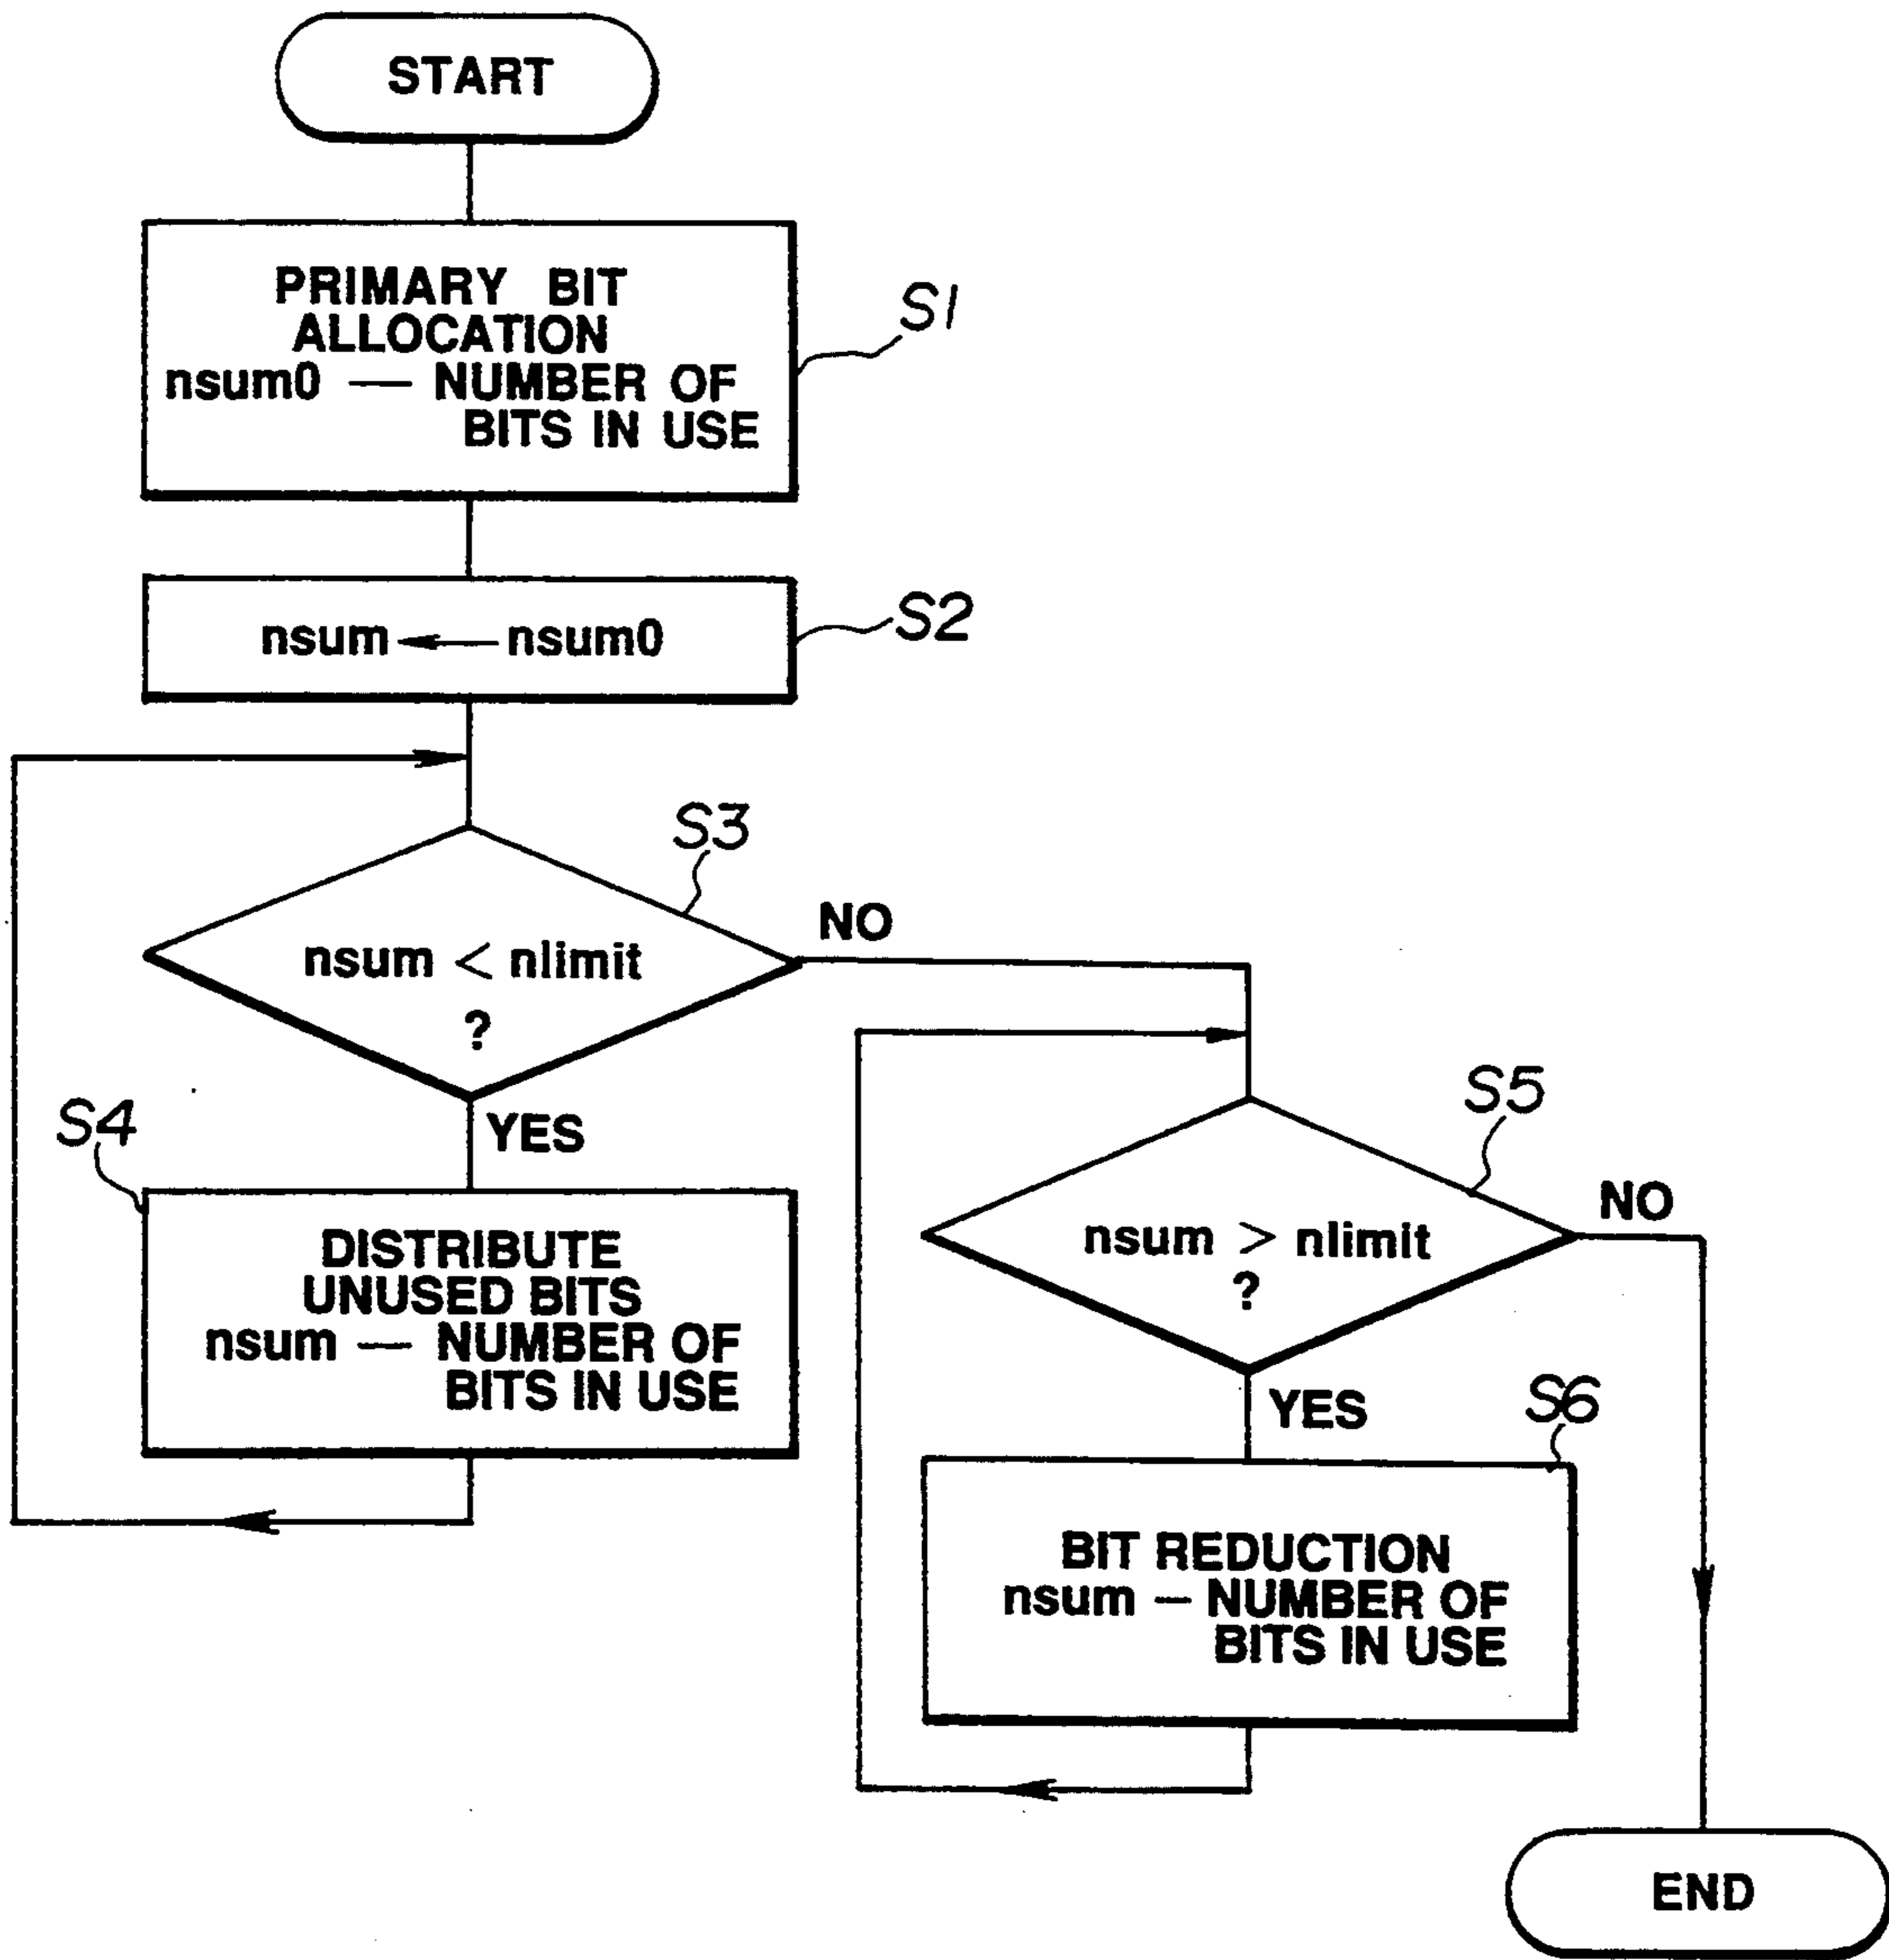 START
PRIMARY BIT
ALLOCATION
nsum0 — NUMBER OF
BITS IN USE
S1
nsum ← nsum0
S2
S3
nsum < nlimit
?
NO
YES
S4
DISTRIBUTE
UNUSED BITS
nsum — NUMBER OF
BITS IN USE
S5
nsum > nlimit
?
NO
YES
S6
BIT REDUCTION
nsum — NUMBER OF
BITS IN USE
END